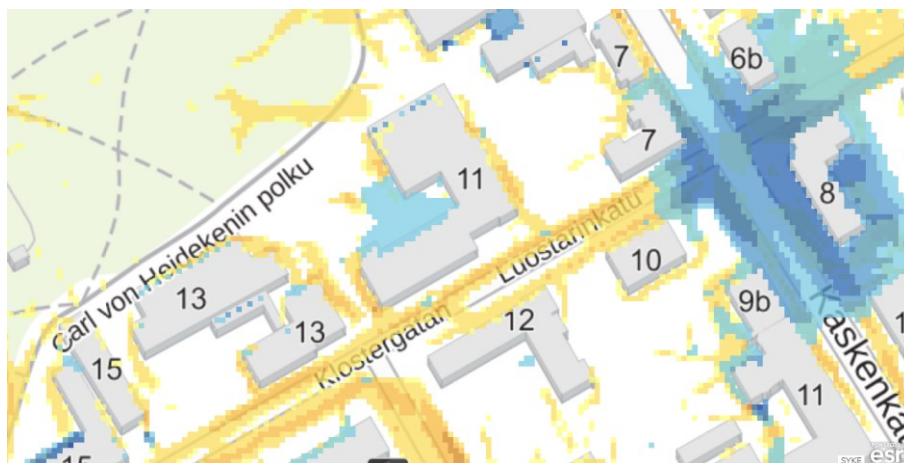 7
6b
7
11
8
Carl von Heidekenin polku
Luostarinkatu
10
13
9b
13
12
Klostergatan
Kaskenka
15
11
15
SYKE
esri